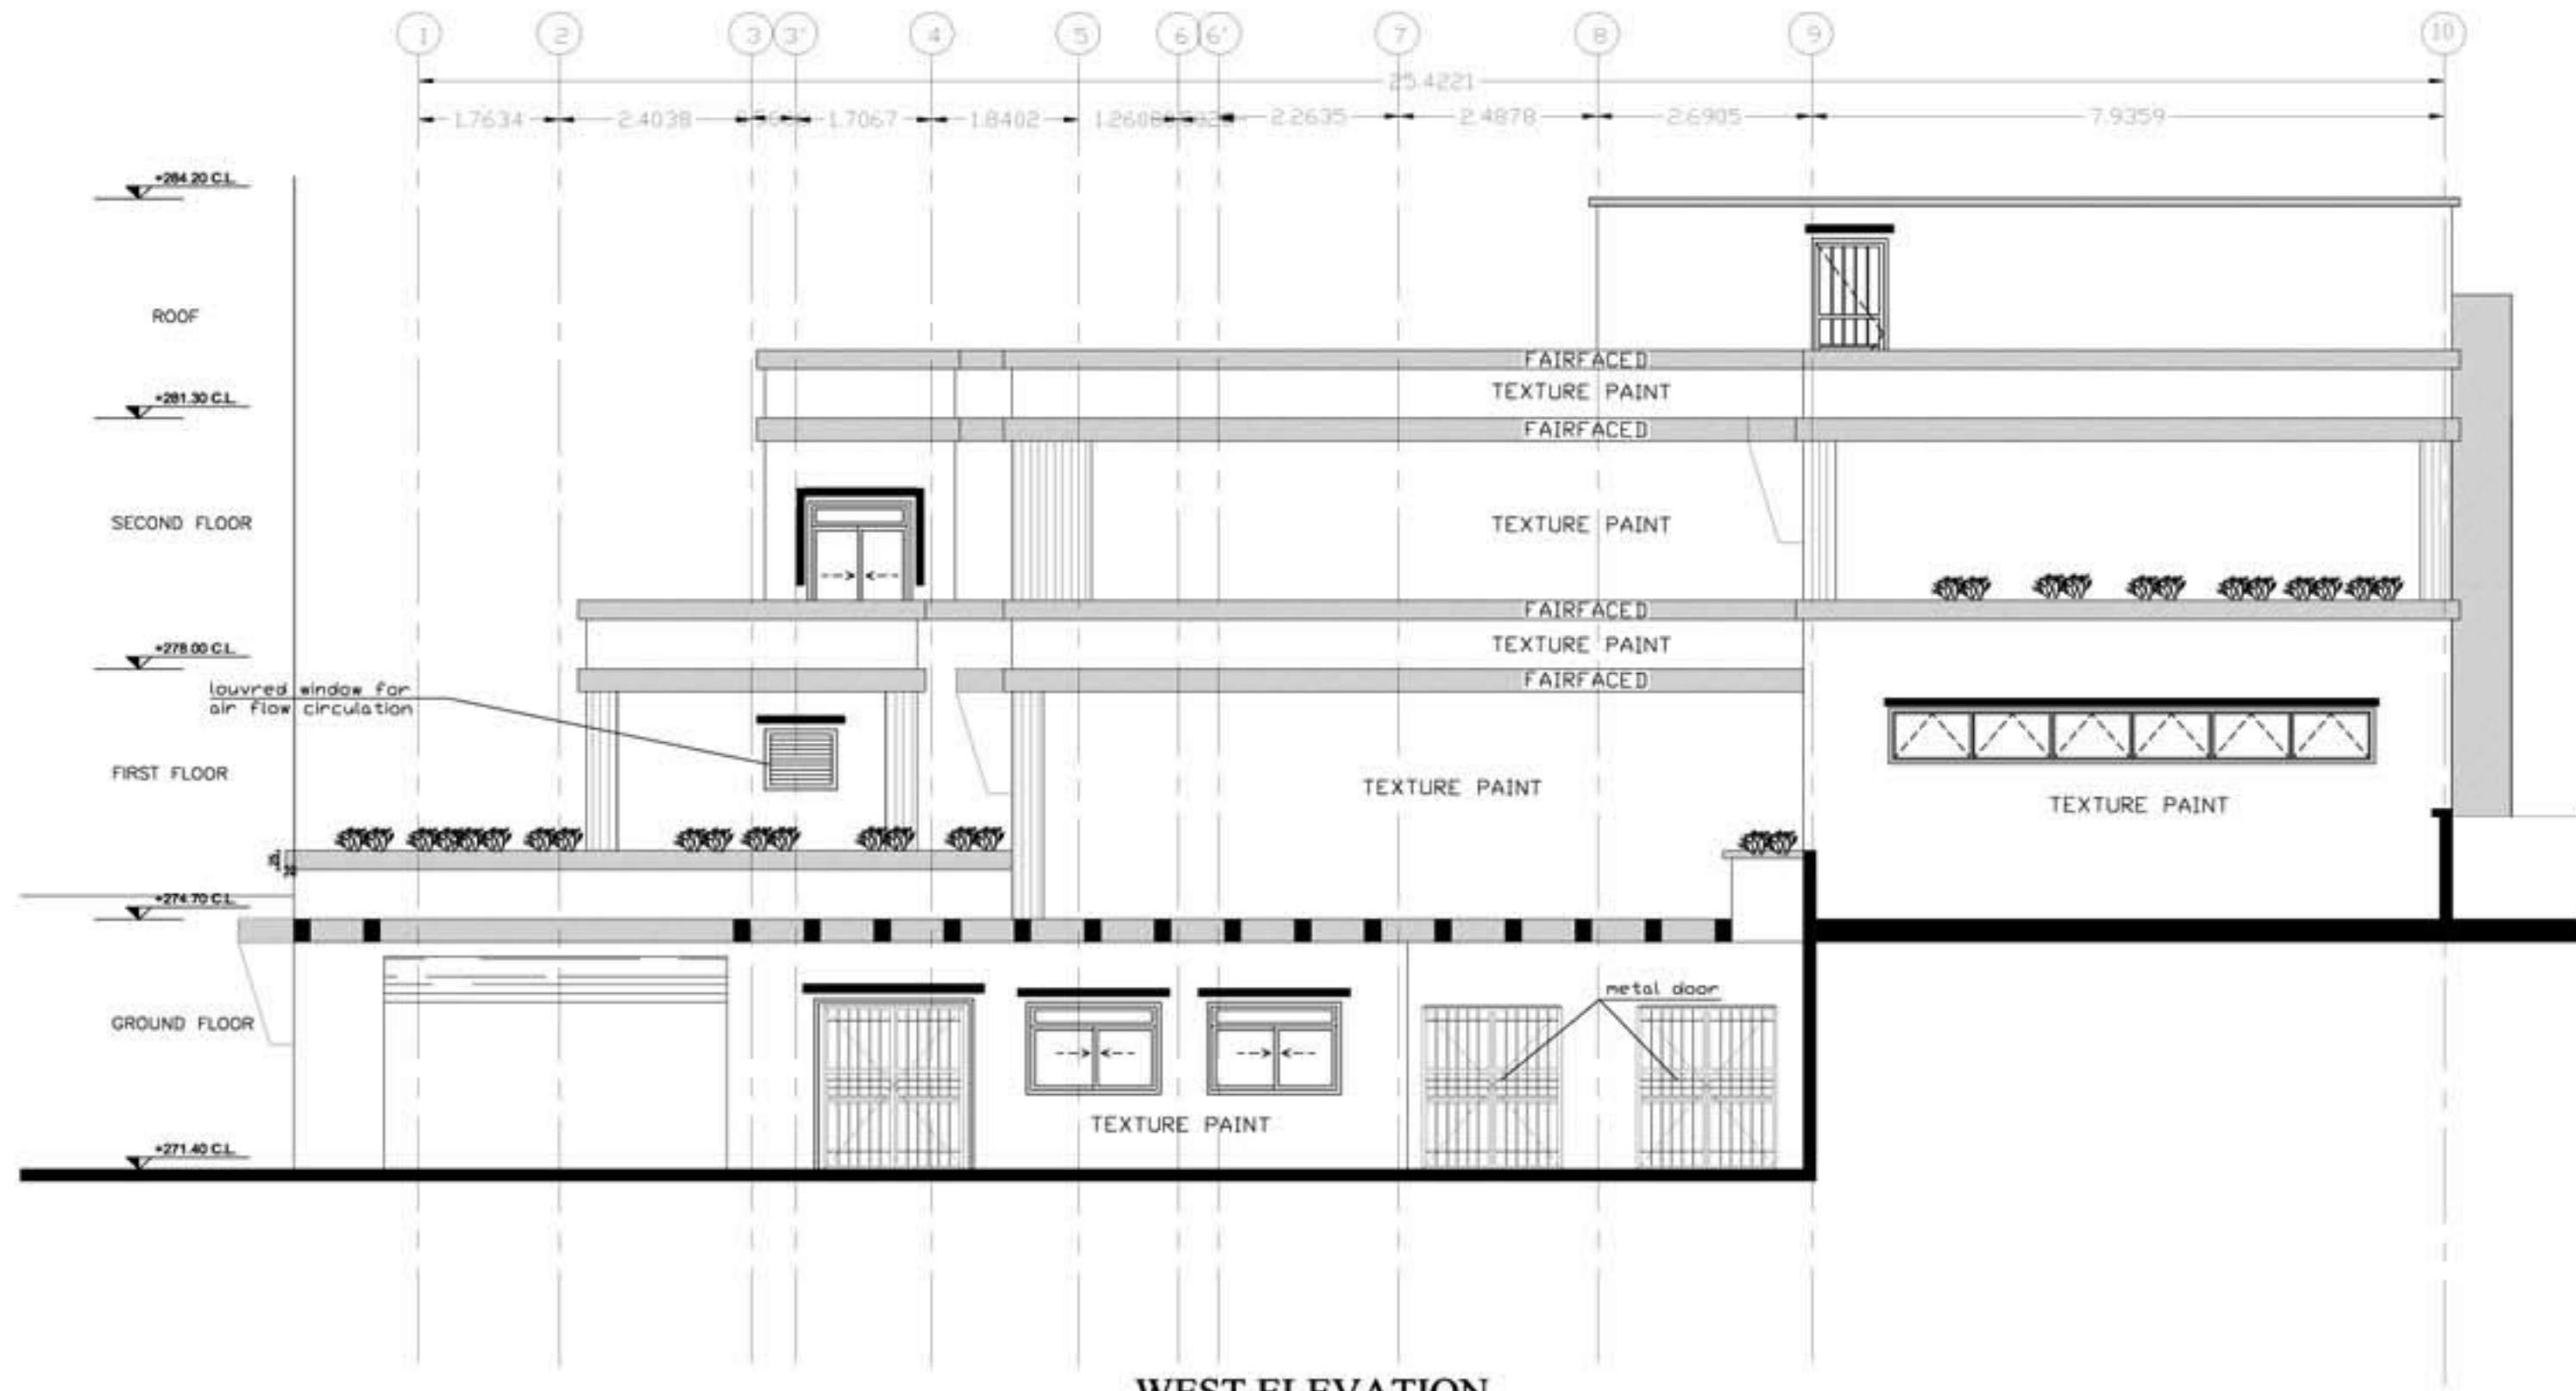 1 2 3 3' 4 5 6 6' 7 8 9 10
25.4221
1.7634 2.4038 1.7067 1.8402 2.2635 2.4878 2.6905 7.9359
+284.20 C.L.
ROOF
FAIRFACED
TEXTURE PAINT
+281.30 C.L.
FAIRFACED
SECOND FLOOR
TEXTURE PAINT
FAIRFACED
TEXTURE PAINT
+278.00 C.L.
FAIRFACED
louvred window for
air flow circulation
FIRST FLOOR
TEXTURE PAINT
TEXTURE PAINT
+274.70 C.L.
metal door
GROUND FLOOR
TEXTURE PAINT
+271.40 C.L.
WEST ELEVATION